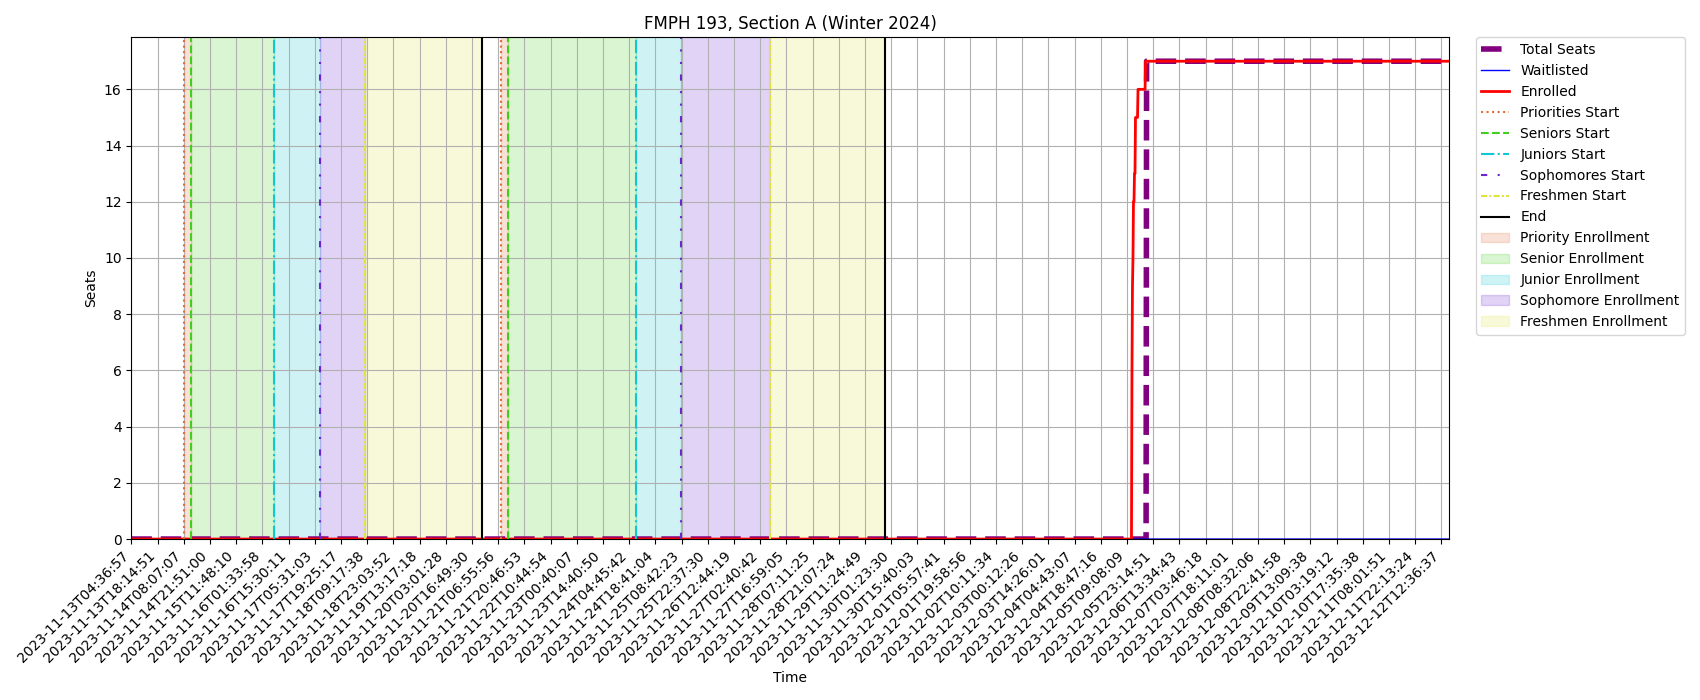 FMPH 193, Section A (Winter 2024)
Seats
16
14
12
10
8
6
4
2
0
2023-11-13T04:36:57
2023-11-13T18:14:51
2023-11-14T08:07:07
2023-11-14T21:51:00
2023-11-15T11:48:10
2023-11-16T01:33:58
2023-11-16T15:30:11
2023-11-17T05:31:03
2023-11-17T19:25:17
2023-11-18T09:17:38
2023-11-18T23:03:52
2023-11-19T13:17:18
2023-11-20T03:01:28
2023-11-20T16:49:30
2023-11-21T06:55:56
2023-11-21T20:46:53
2023-11-22T10:44:54
2023-11-23T00:40:07
2023-11-23T14:40:50
2023-11-24T04:45:42
2023-11-24T18:41:04
2023-11-25T08:42:23
2023-11-25T22:37:30
2023-11-26T12:44:19
2023-11-27T02:40:42
2023-11-27T16:59:05
2023-11-28T07:11:25
2023-11-28T21:07:24
2023-11-29T11:24:49
2023-11-30T01:23:30
2023-11-30T15:40:03
2023-12-01T05:57:41
2023-12-01T19:58:56
2023-12-02T10:11:34
2023-12-03T00:12:26
2023-12-03T14:26:01
2023-12-04T04:43:07
2023-12-04T18:47:16
2023-12-05T09:08:09
2023-12-05T23:14:51
2023-12-06T13:34:43
2023-12-07T03:46:18
2023-12-07T18:11:01
2023-12-08T08:32:06
2023-12-08T22:41:58
2023-12-09T13:09:38
2023-12-10T03:19:12
2023-12-10T17:35:38
2023-12-11T08:01:51
2023-12-11T22:13:24
2023-12-12T12:36:37
Time
Total Seats
Waitlisted
Enrolled
Priorities Start
Seniors Start
Juniors Start
Sophomores Start
Freshmen Start
End
Priority Enrollment
Senior Enrollment
Junior Enrollment
Sophomore Enrollment
Freshmen Enrollment